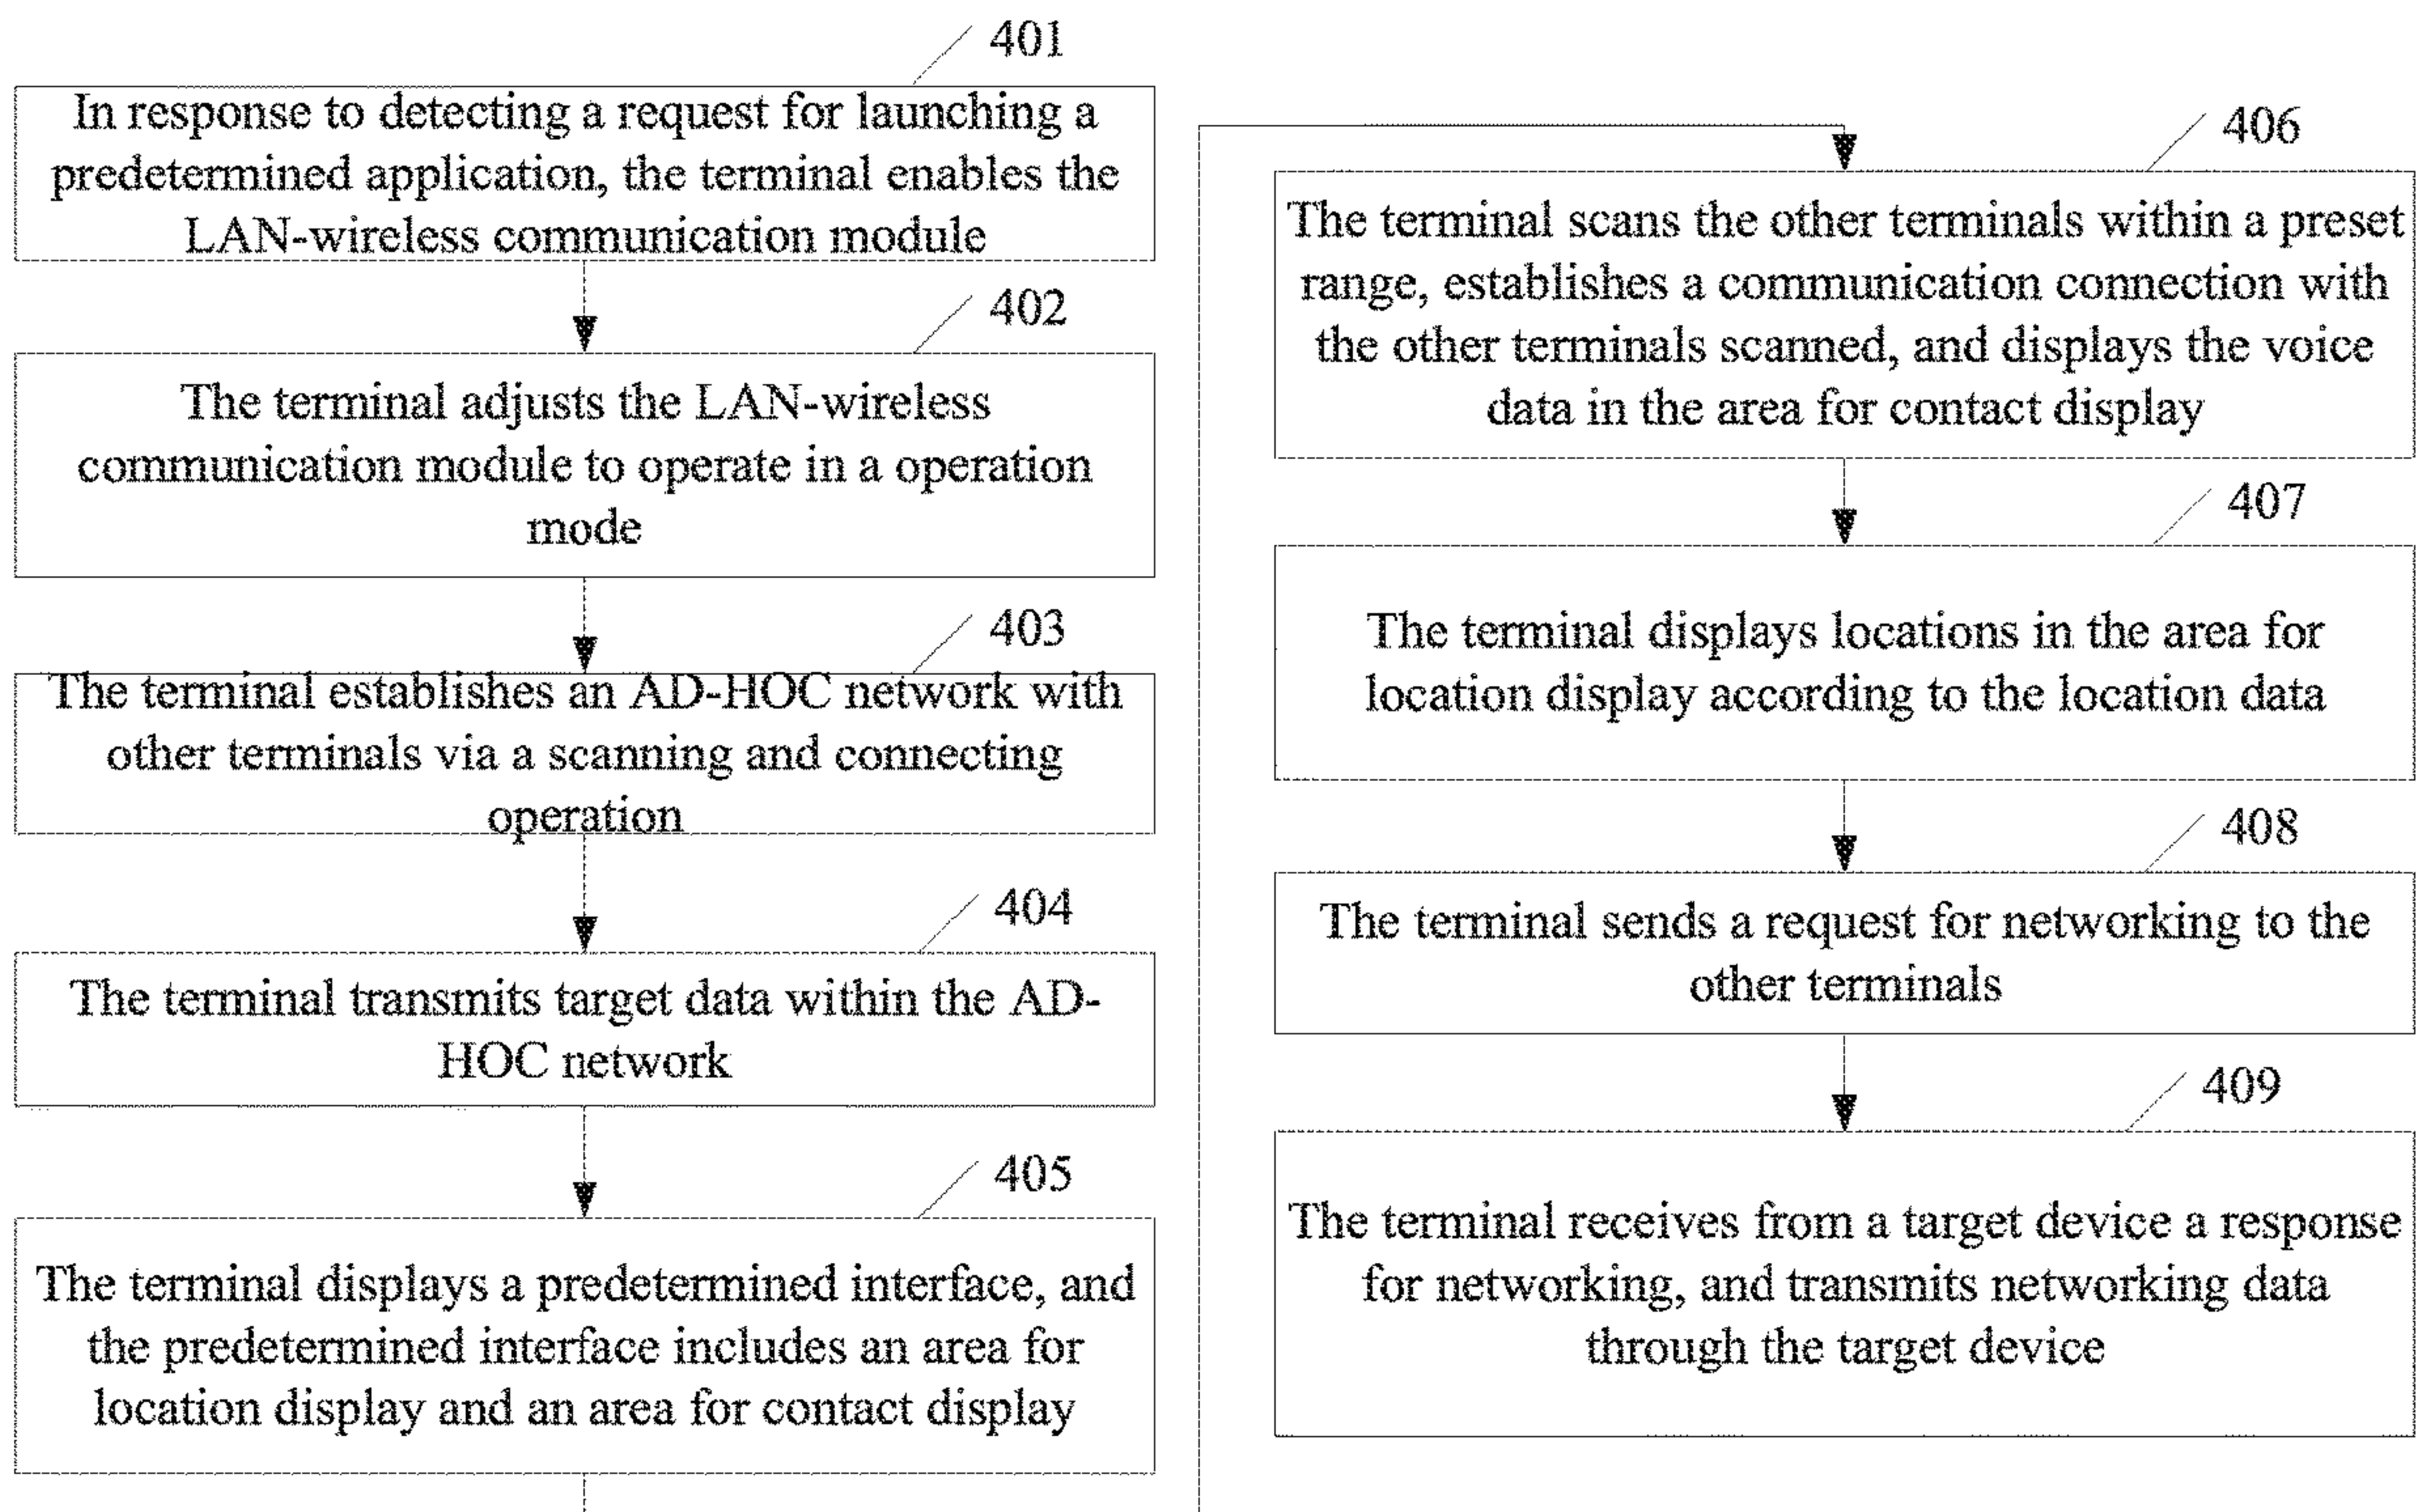 401
In response to detecting a request for launching a
predetermined application, the terminal enables the
LAN-wireless communication module
402
The terminal adjusts the LAN-wireless
communication module to operate in a operation
mode
403
The terminal establishes an AD-HOC network with
other terminals via a scanning and connecting
operation
404
The terminal transmits target data within the AD-
HOC network
405
The terminal displays a predetermined interface, and
the predetermined interface includes an area for
location display and an area for contact display
406
The terminal scans the other terminals within a preset
range, establishes a communication connection with
the other terminals scanned, and displays the voice
data in the area for contact display
407
The terminal displays locations in the area for
location display according to the location data
408
The terminal sends a request for networking to the
other terminals
409
The terminal receives from a target device a response
for networking, and transmits networking data
through the target device